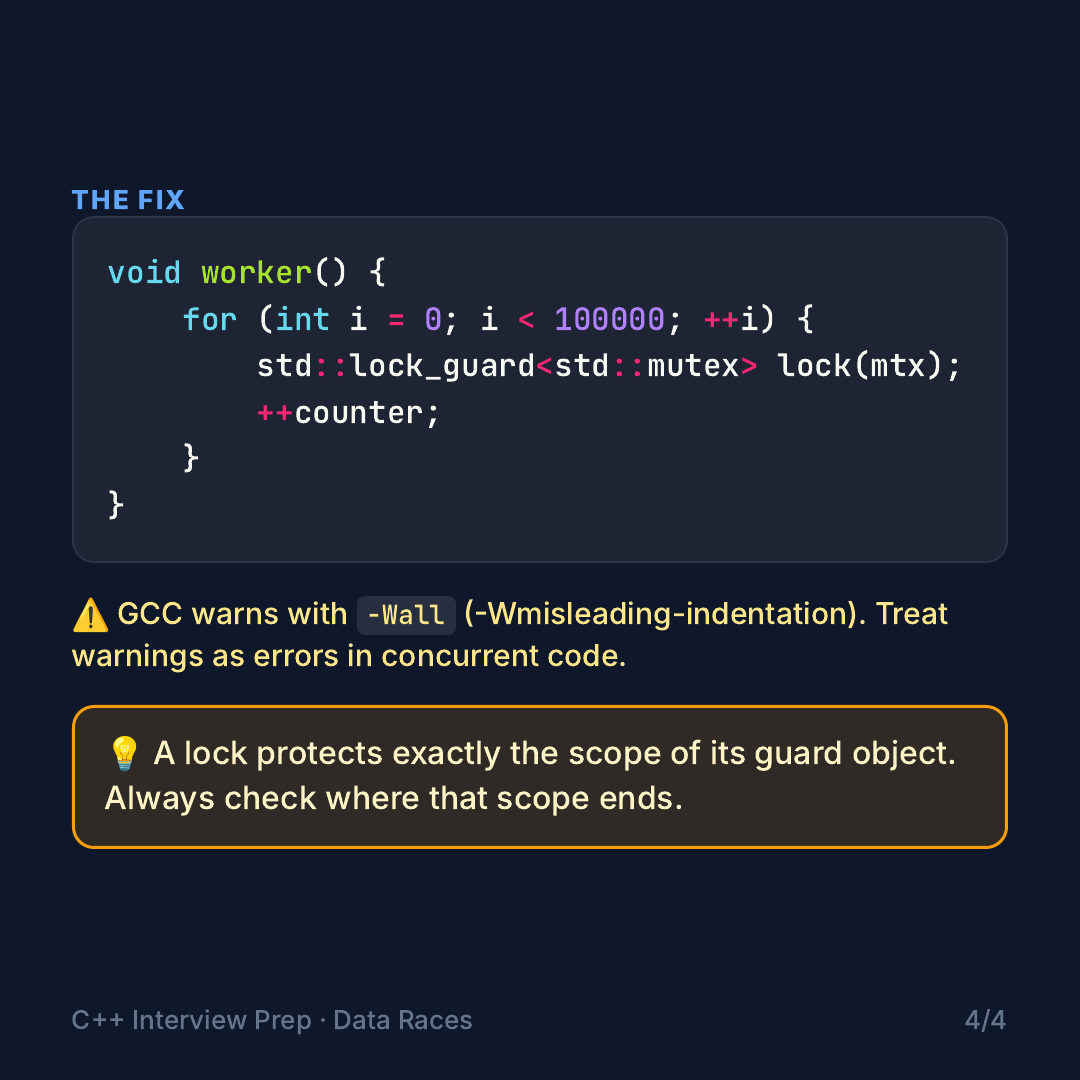 THE FIX
void worker() {
    for (int i = 0; i < 100000; ++i) {
        std::lock_guard<std::mutex> lock(mtx);
        ++counter;
    }
}
⚠️ GCC warns with -Wall (-Wmisleading-indentation). Treat
warnings as errors in concurrent code.
💡 A lock protects exactly the scope of its guard object.
Always check where that scope ends.
C++ Interview Prep · Data Races
4/4